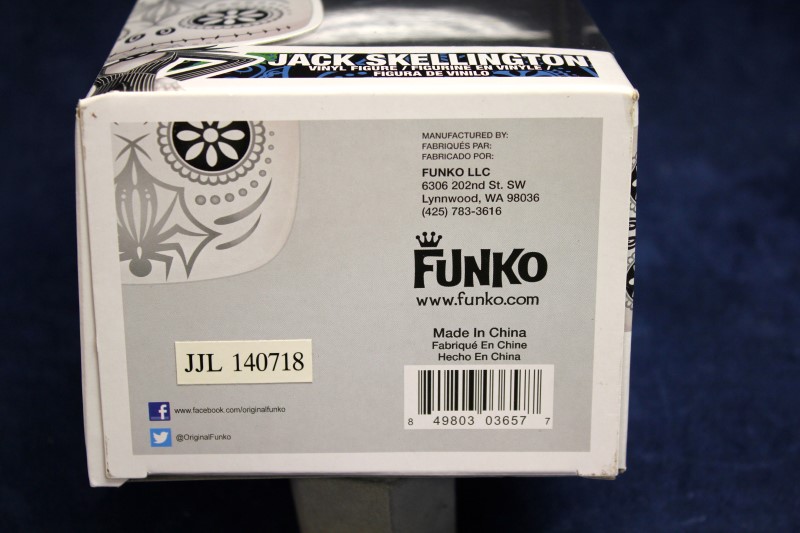 JACK SKELLINGTON
VINYL FIGURE / FIGURINE EN VINYLE /
FIGURA DE VINILO
MANUFACTURED BY:
FABRIQUÉS PAR:
FABRICADO POR:
FUNKO LLC
6306 202nd St. SW
Lynnwood, WA 98036
(425) 783-3616
FUNKO
www.funko.com
Made In China
Fabriqué En Chine
Hecho En China
JJL 140718
8 49803 03657 7
www.facebook.com/originalfunko
@OriginalFunko